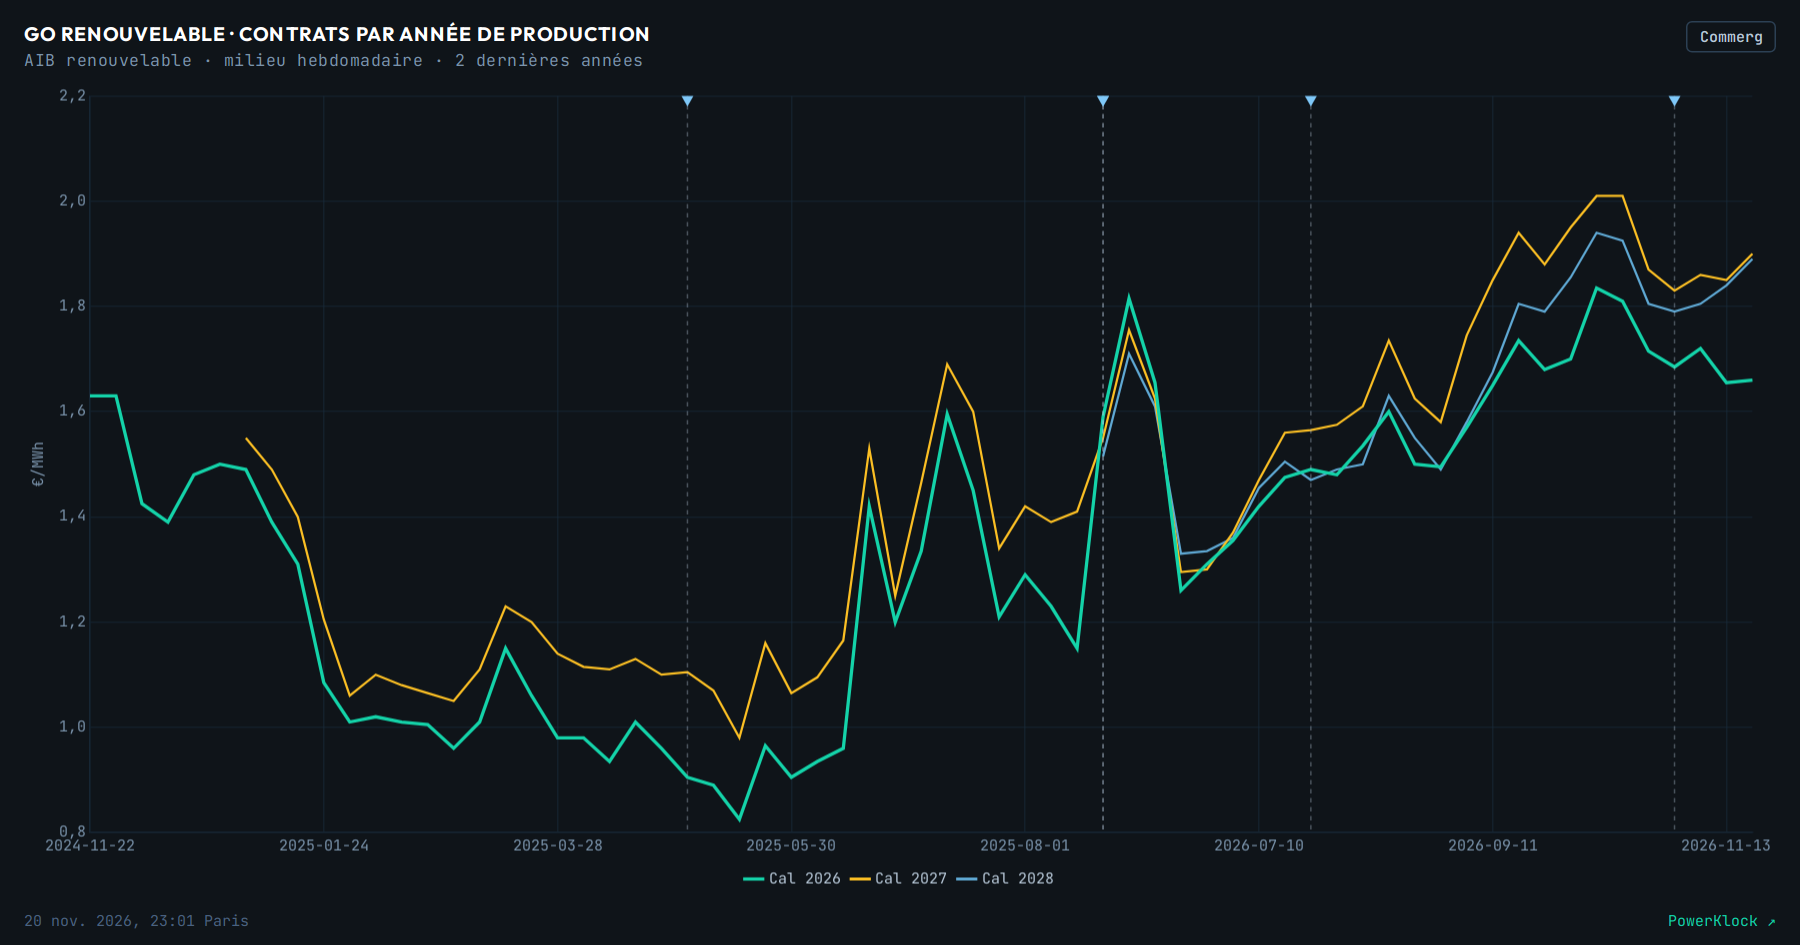 GO RENOUVELABLE · CONTRATS PAR ANNÉE DE PRODUCTION
Commerg
AIB renouvelable · milieu hebdomadaire · 2 dernières années
2,2
2,0
1,8
1,6
1,4
1,2
1,0
0,8
€/MWh
2024-11-22 2025-01-24 2025-03-28 2025-05-30 2025-08-01 2026-07-10 2026-09-11 2026-11-13
Cal 2026 Cal 2027 Cal 2028
20 nov. 2026, 23:01 Paris
PowerKlock ↗